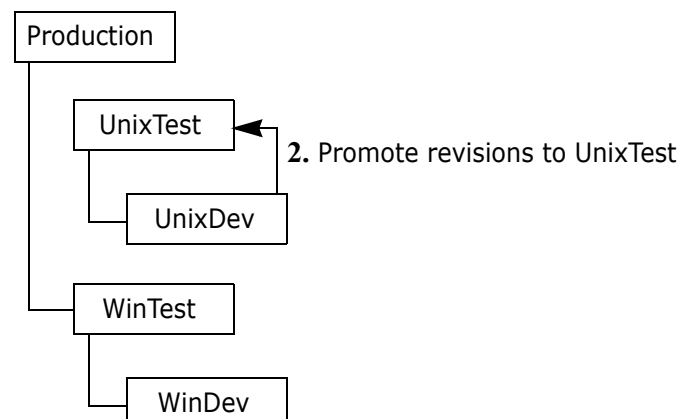 Production
UnixTest
2. Promote revisions to UnixTest
UnixDev
WinTest
WinDev